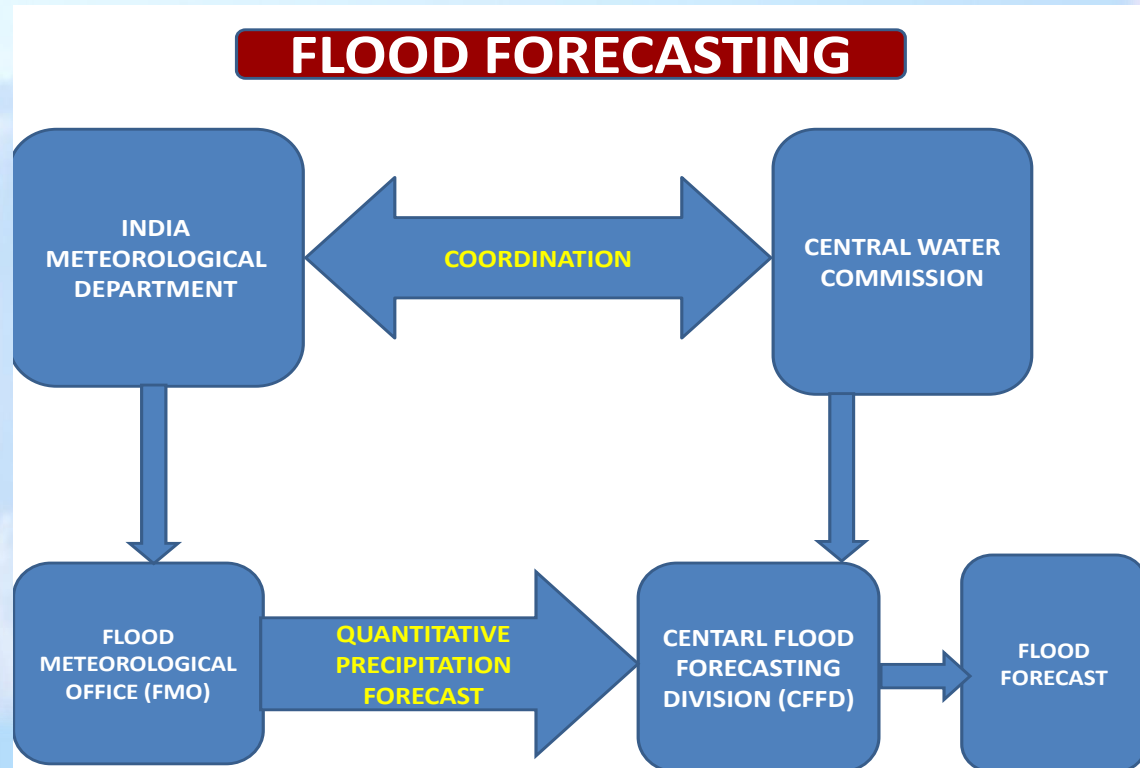 FLOOD FORECASTING
INDIA
METEOROLOGICAL
DEPARTMENT
COORDINATION
CENTRAL WATER
COMMISSION
FLOOD
METEOROLOGICAL
OFFICE (FMO)
QUANTITATIVE
PRECIPITATION
FORECAST
CENTARL FLOOD
FORECASTING
DIVISION (CFFD)
FLOOD
FORECAST